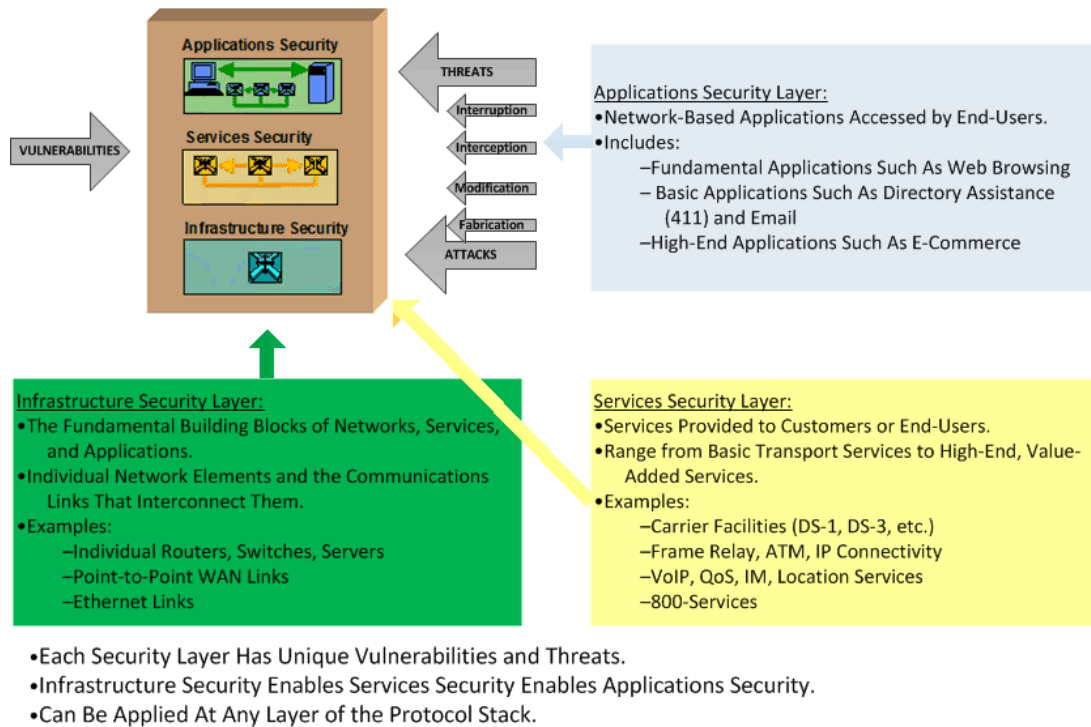 Applications Security
Services Security
Infrastructure Security
VULNERABILITIES
THREATS
Interruption
Interception
Modification
Fabrication
ATTACKS
Applications Security Layer:
•Network-Based Applications Accessed by End-Users.
•Includes:
–Fundamental Applications Such As Web Browsing
– Basic Applications Such As Directory Assistance
(411) and Email
–High-End Applications Such As E-Commerce
Infrastructure Security Layer:
•The Fundamental Building Blocks of Networks, Services,
and Applications.
•Individual Network Elements and the Communications
Links That Interconnect Them.
•Examples:
–Individual Routers, Switches, Servers
–Point-to-Point WAN Links
–Ethernet Links
Services Security Layer:
•Services Provided to Customers or End-Users.
•Range from Basic Transport Services to High-End, Value-
Added Services.
•Examples:
–Carrier Facilities (DS-1, DS-3, etc.)
–Frame Relay, ATM, IP Connectivity
–VoIP, QoS, IM, Location Services
–800-Services
•Each Security Layer Has Unique Vulnerabilities and Threats.
•Infrastructure Security Enables Services Security Enables Applications Security.
•Can Be Applied At Any Layer of the Protocol Stack.